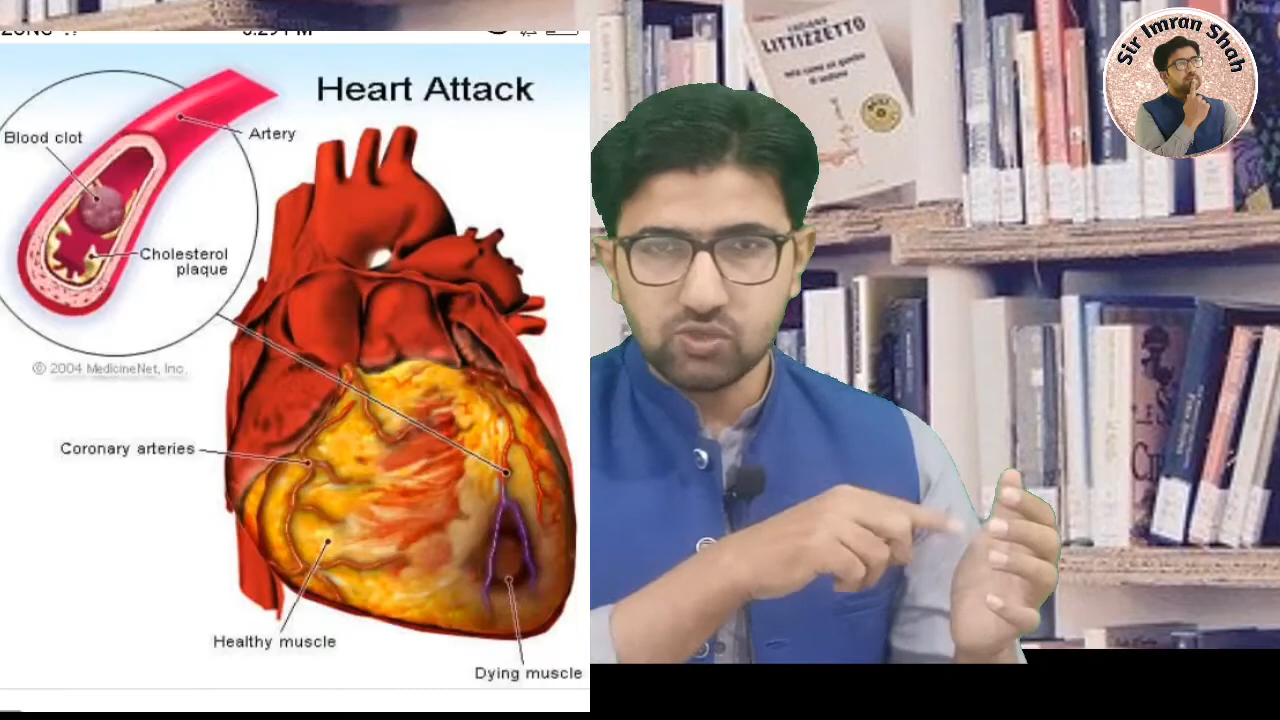 Heart Attack
Artery
Blood clot
Cholesterol
plaque
© 2004 MedicineNet, Inc.
Coronary arteries
Healthy muscle
Dying muscle
LITTIZZETTO
Sir Imran Shah